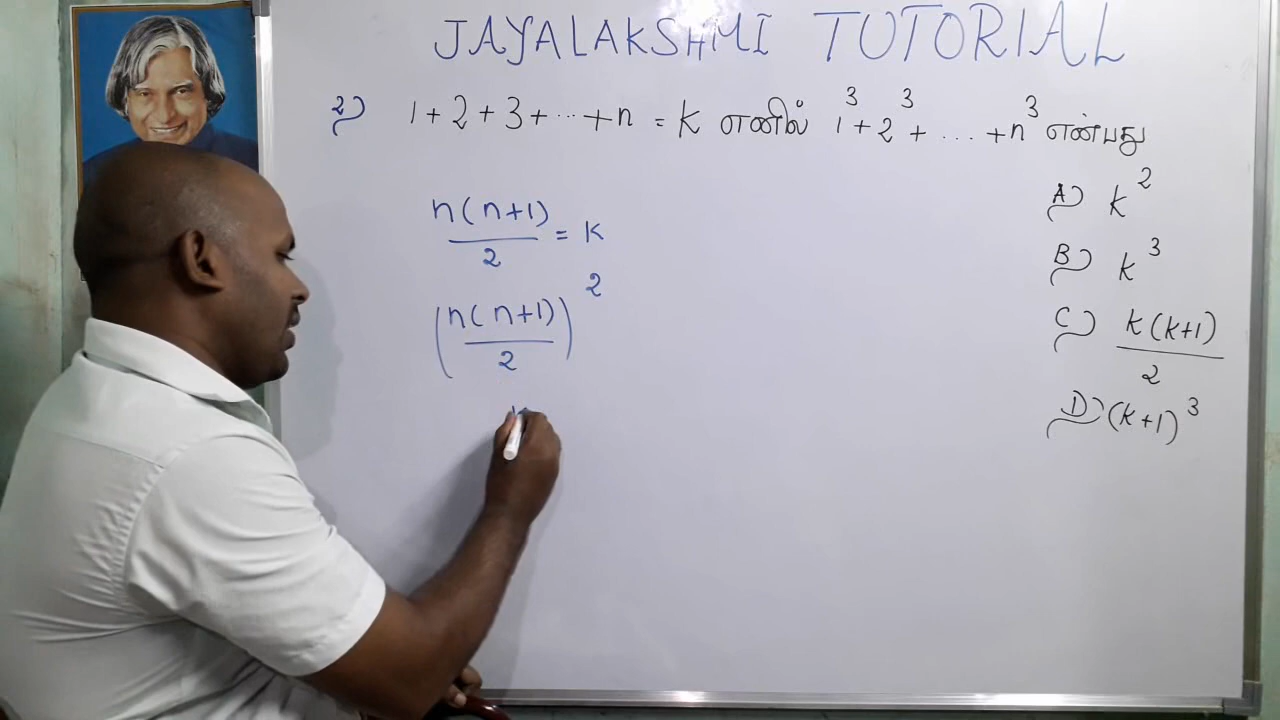 JAYALAKSHMI TUTORIAL
2) 1+2+3+...+n = k எனில் 1³+2³+...+n³ என்பது
A) k²
B) k³
C) k(k+1)/2
D) (k+1)³
n(n+1)/2 = k
(n(n+1)/2)²